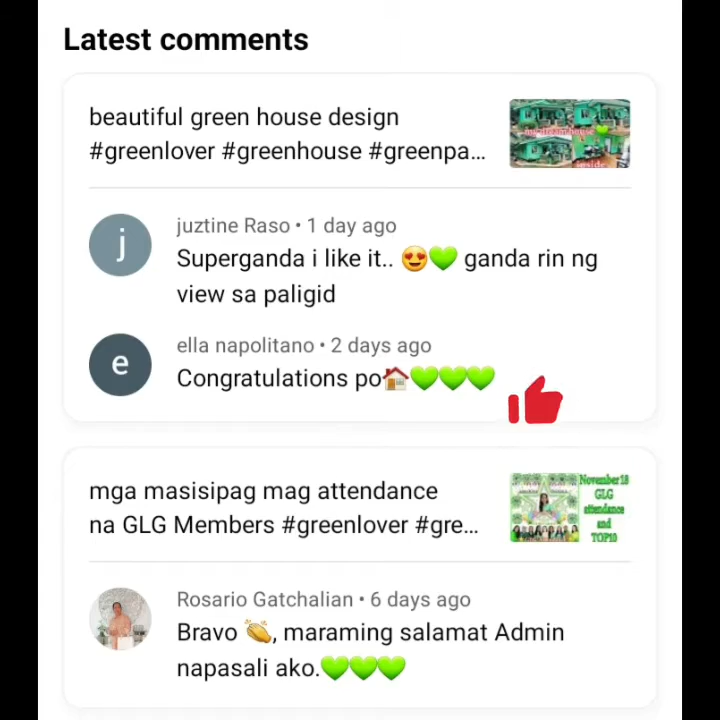 Latest comments
beautiful green house design
#greenlover #greenhouse #greenpa...
inside
j
juztine Raso • 1 day ago
Superganda i like it.. 😍💚 ganda rin ng
view sa paligid
e
ella napolitano • 2 days ago
Congratulations po🏠💚💚💚
mga masisipag mag attendance
na GLG Members #greenlover #gre...
November 18
GLG
attendance
and
TOP10
Rosario Gatchalian • 6 days ago
Bravo 👏, maraming salamat Admin
napasali ako.💚💚💚